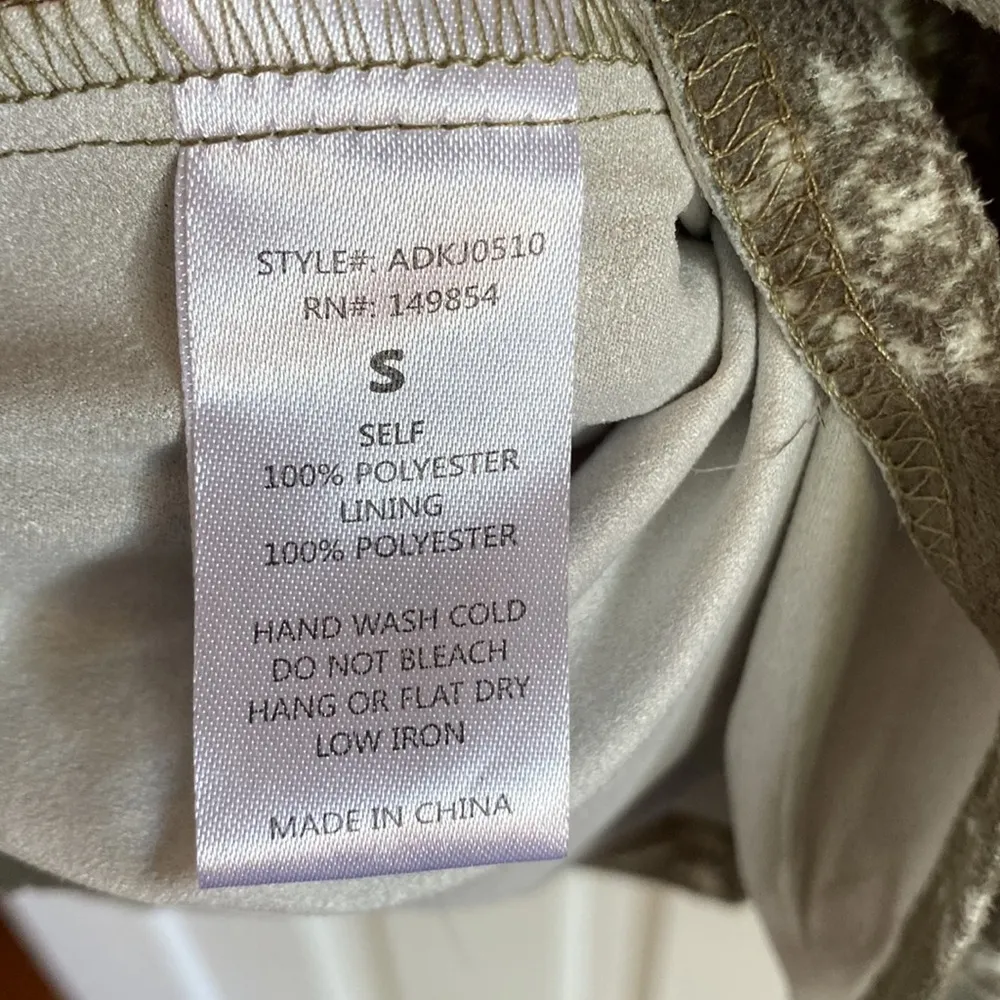 STYLE#: ADKJ0510
RN#: 149854
S
SELF
100% POLYESTER
LINING
100% POLYESTER
HAND WASH COLD
DO NOT BLEACH
HANG OR FLAT DRY
LOW IRON
MADE IN CHINA